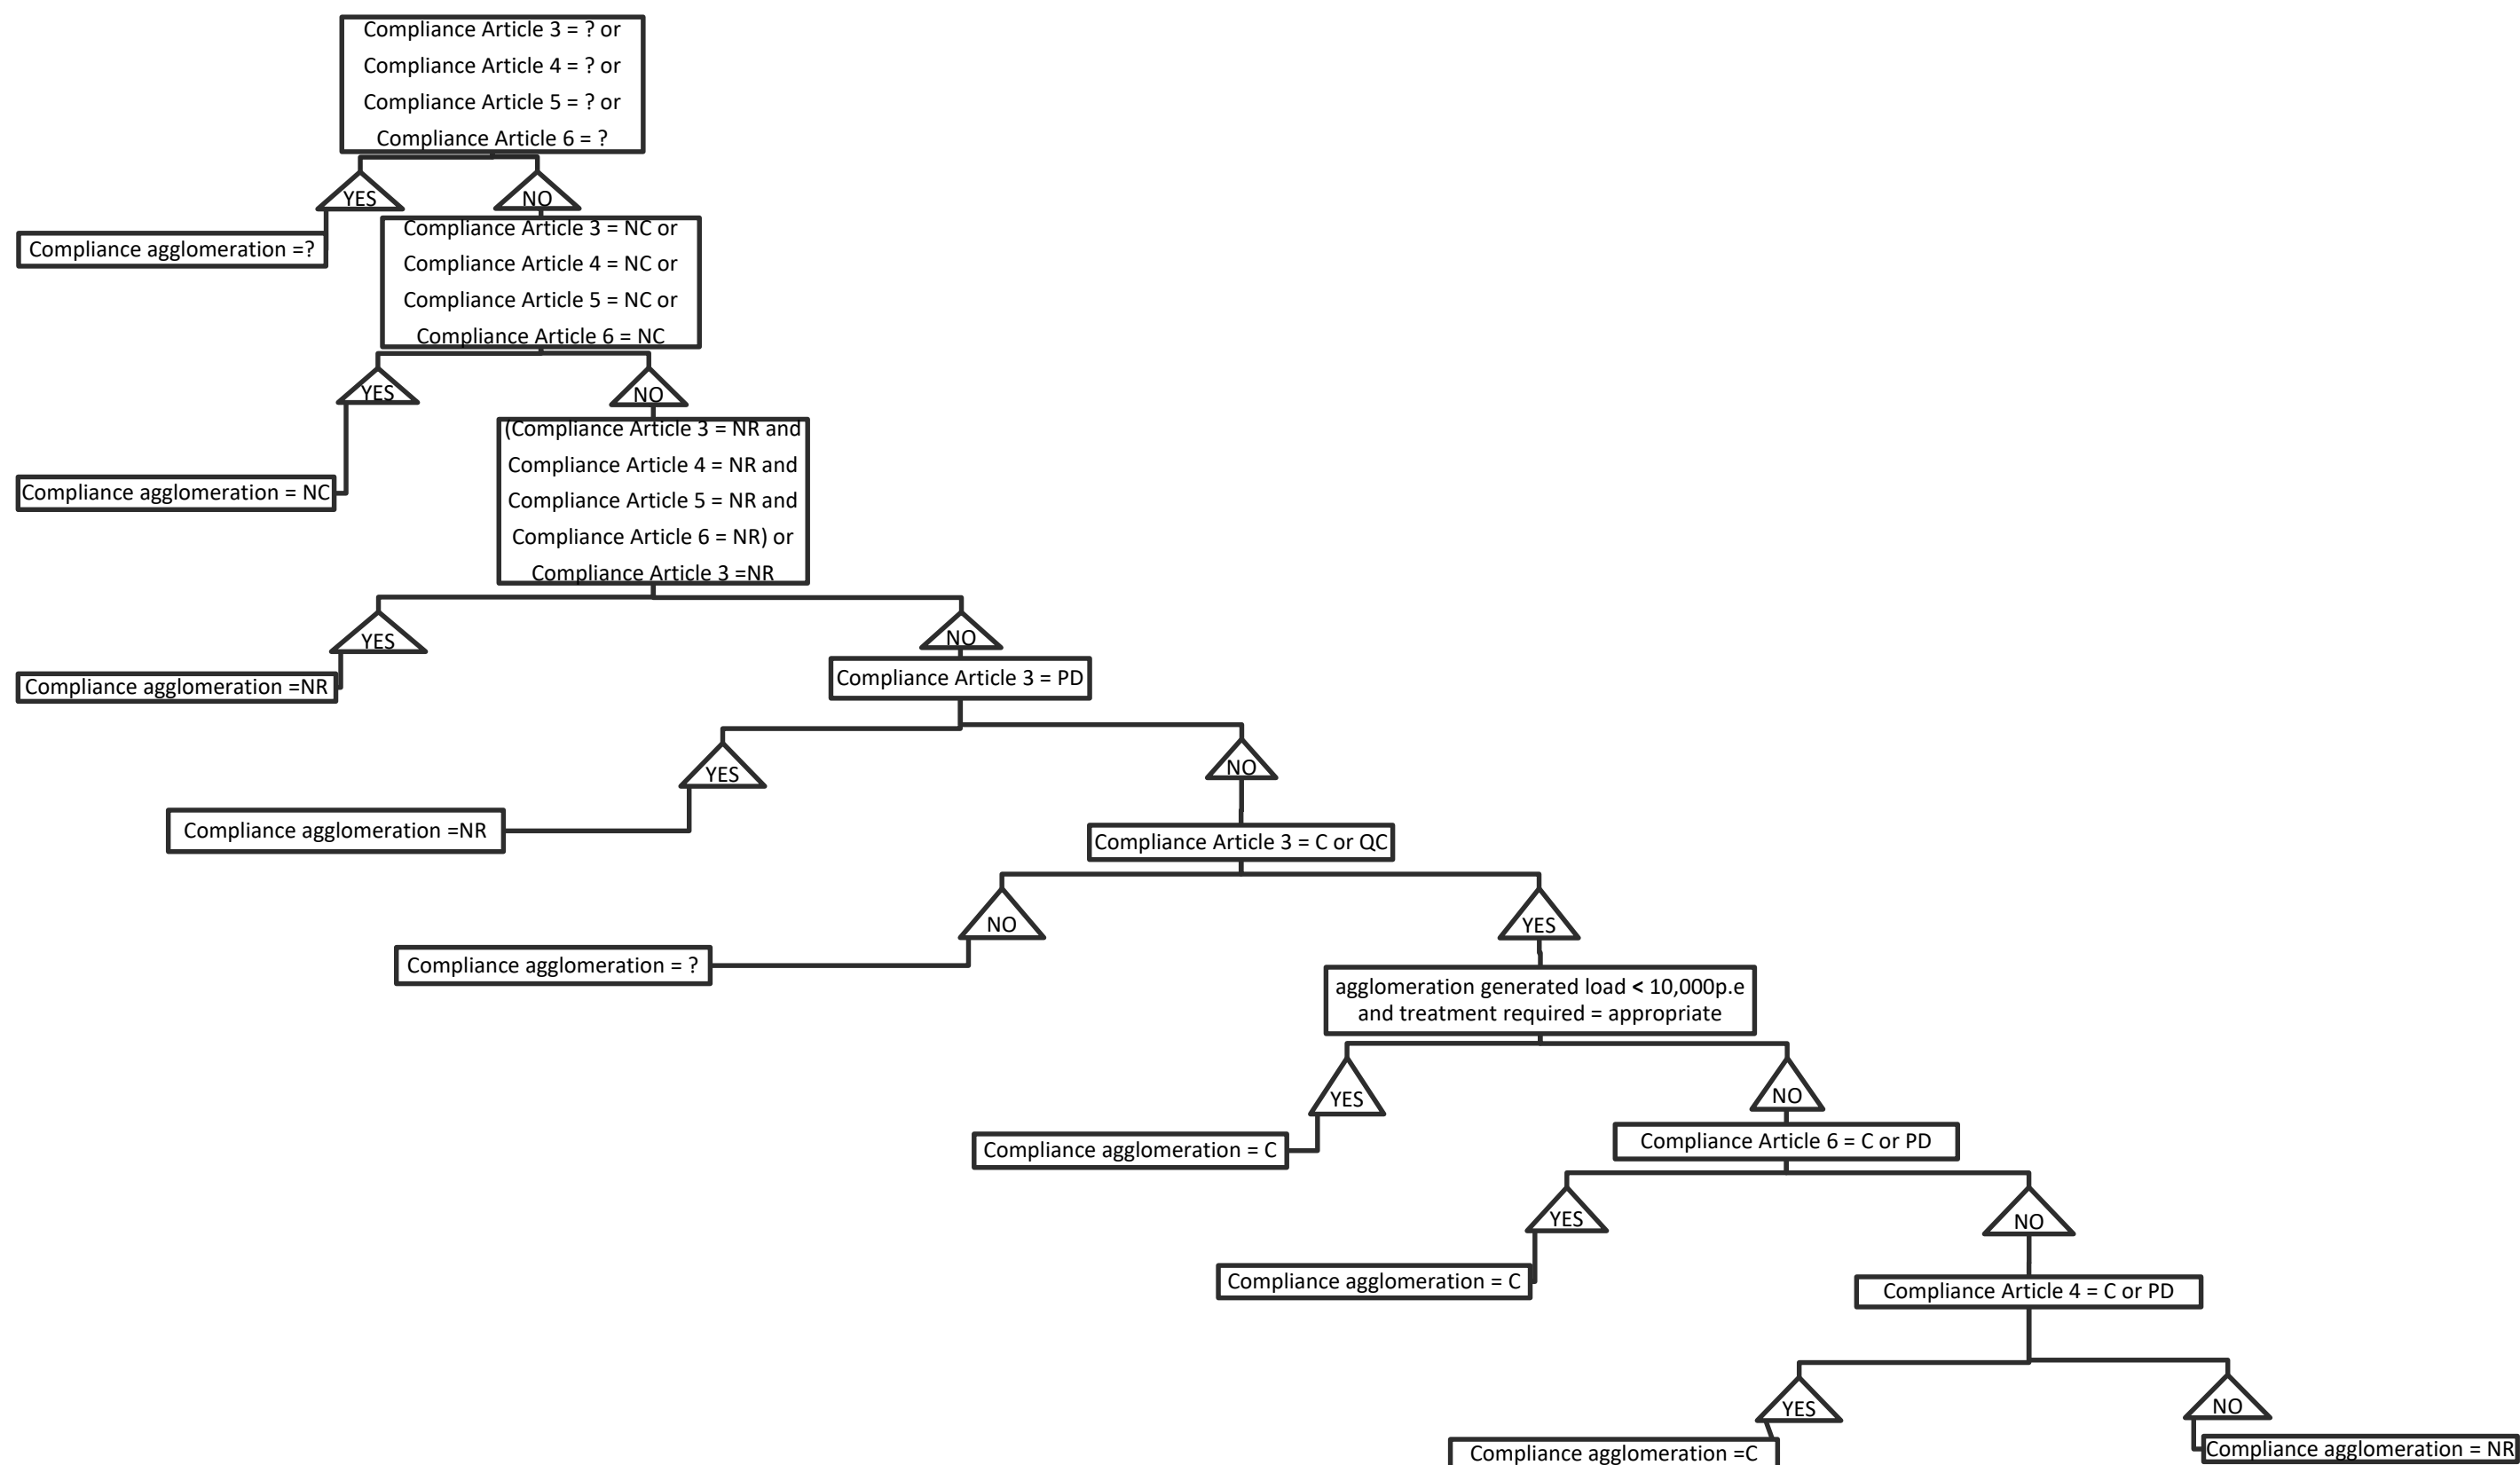 Compliance Article 3 = ? or
Compliance Article 4 = ? or
Compliance Article 5 = ? or
Compliance Article 6 = ?
YES
NO
Compliance agglomeration =?
Compliance Article 3 = NC or
Compliance Article 4 = NC or
Compliance Article 5 = NC or
Compliance Article 6 = NC
YES
NO
Compliance agglomeration = NC
(Compliance Article 3 = NR and
Compliance Article 4 = NR and
Compliance Article 5 = NR and
Compliance Article 6 = NR) or
Compliance Article 3 =NR
YES
NO
Compliance agglomeration =NR
Compliance Article 3 = PD
YES
NO
Compliance agglomeration =NR
Compliance Article 3 = C or QC
NO
YES
Compliance agglomeration = ?
agglomeration generated load < 10,000p.e
and treatment required = appropriate
YES
NO
Compliance agglomeration = C
Compliance Article 6 = C or PD
YES
NO
Compliance agglomeration = C
Compliance Article 4 = C or PD
YES
NO
Compliance agglomeration =C
Compliance agglomeration = NR